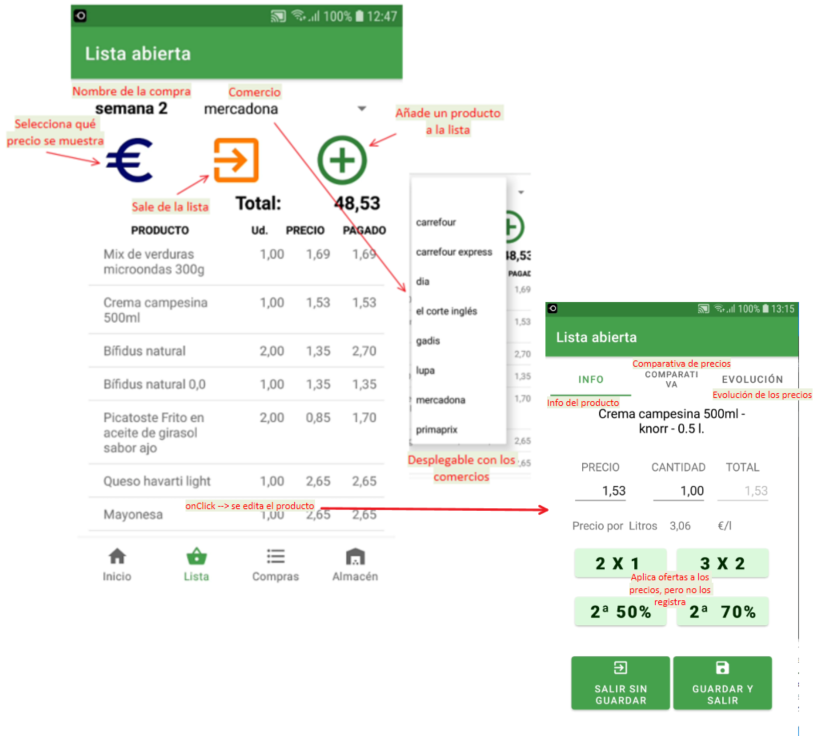 100% 12:47
Lista abierta
Nombre de la compra
Comercio
semana 2
mercadona
Selecciona qué
precio se muestra
Añade un producto
a la lista
Sale de la lista
Total:
48,53
PRODUCTO Ud. PRECIO PAGADO
Mix de verduras
microondas 300g
1,00 1,69 1,69
Crema campesina
500ml
1,00 1,53 1,53
Bífidus natural 2,00 1,35 2,70
Bífidus natural 0,0 1,00 1,35 1,35
Picatoste Frito en
aceite de girasol
sabor ajo
2,00 0,85 1,70
Queso havarti light 1,00 2,65 2,65
onClick --> se edita el producto
Mayonesa 1,00 2,65 2,65
Inicio Lista Compras Almacén
carrefour
carrefour express
dia
el corte inglés
gadis
lupa
mercadona
primaprix
18,53
PAGAD
1,69
1,53
2,70
1,35
1,70
2,65
,65
Desplegable con los
comercios
100% 13:15
Lista abierta
Comparativa de precios
INFO
COMPARATI
VA
EVOLUCIÓN
Info del producto
Evolución de los precios
Crema campesina 500ml -
knorr - 0.5 l.
PRECIO CANTIDAD TOTAL
1,53 1,00 1,53
Precio por Litros 3,06 €/l
2 X 1
3 X 2
Aplica ofertas a los
precios, pero no los
registra
2ª 50%
2ª 70%
SALIR SIN
GUARDAR
GUARDAR Y
SALIR